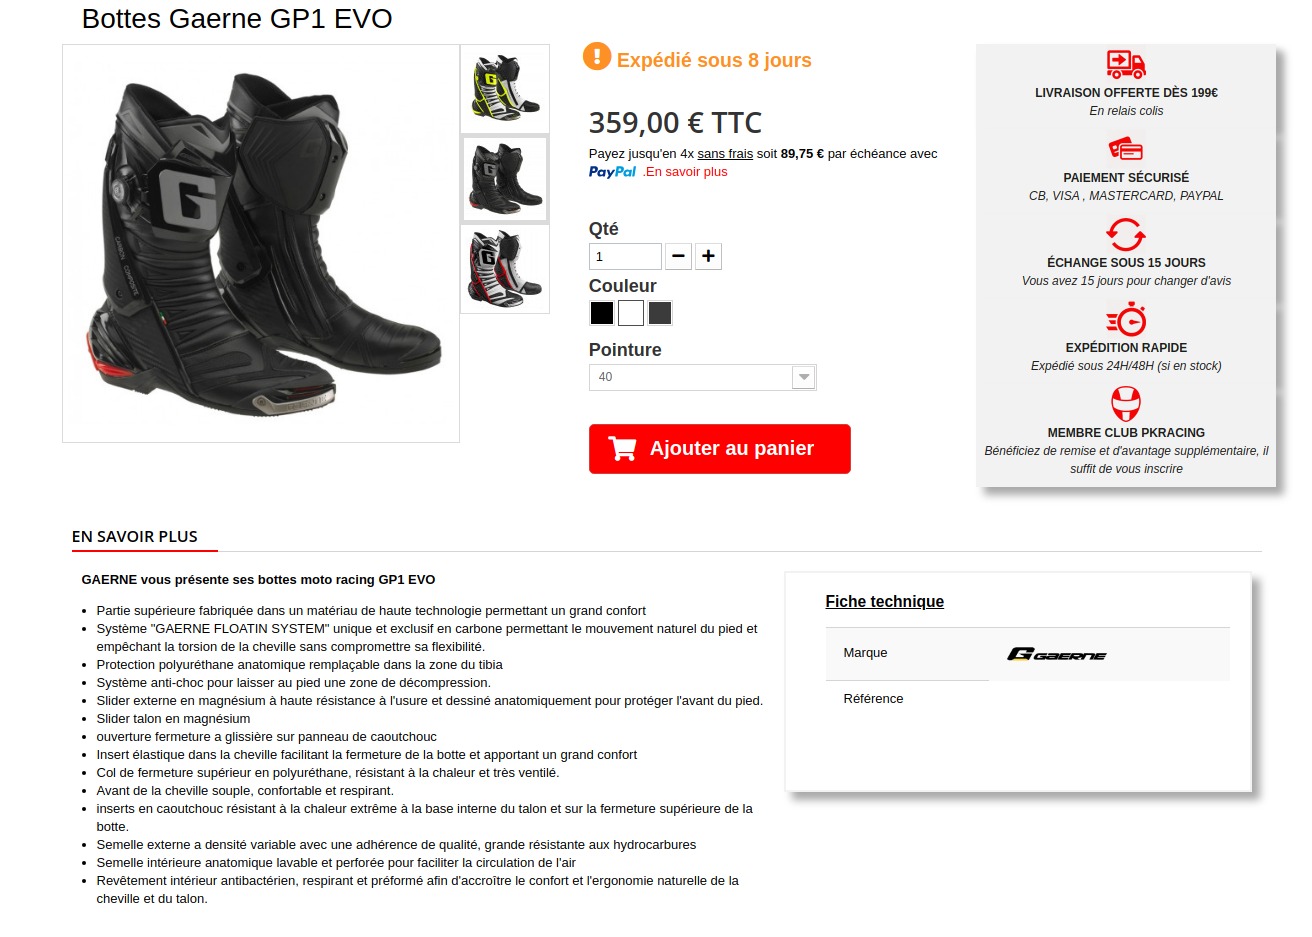 Bottes Gaerne GP1 EVO
Expédié sous 8 jours
359,00 € TTC
Payez jusqu'en 4x sans frais soit 89,75 € par échéance avec
PayPal .En savoir plus
Qté
1
Couleur
Pointure
40
Ajouter au panier
LIVRAISON OFFERTE DÈS 199€
En relais colis
PAIEMENT SÉCURISÉ
CB, VISA , MASTERCARD, PAYPAL
ÉCHANGE SOUS 15 JOURS
Vous avez 15 jours pour changer d'avis
EXPÉDITION RAPIDE
Expédié sous 24H/48H (si en stock)
MEMBRE CLUB PKRACING
Bénéficiez de remise et d'avantage supplémentaire, il
suffit de vous inscrire
EN SAVOIR PLUS
GAERNE vous présente ses bottes moto racing GP1 EVO
Partie supérieure fabriquée dans un matériau de haute technologie permettant un grand confort
Système "GAERNE FLOATIN SYSTEM" unique et exclusif en carbone permettant le mouvement naturel du pied et
empêchant la torsion de la cheville sans compromettre sa flexibilité.
Protection polyuréthane anatomique remplaçable dans la zone du tibia
Système anti-choc pour laisser au pied une zone de décompression.
Slider externe en magnésium à haute résistance à l'usure et dessiné anatomiquement pour protéger l'avant du pied.
Slider talon en magnésium
ouverture fermeture a glissière sur panneau de caoutchouc
Insert élastique dans la cheville facilitant la fermeture de la botte et apportant un grand confort
Col de fermeture supérieur en polyuréthane, résistant à la chaleur et très ventilé.
Avant de la cheville souple, confortable et respirant.
inserts en caoutchouc résistant à la chaleur extrême à la base interne du talon et sur la fermeture supérieure de la
botte.
Semelle externe a densité variable avec une adhérence de qualité, grande résistante aux hydrocarbures
Semelle intérieure anatomique lavable et perforée pour faciliter la circulation de l'air
Revêtement intérieur antibactérien, respirant et préformé afin d'accroître le confort et l'ergonomie naturelle de la
cheville et du talon.
Fiche technique
Marque
GAERNE
Référence
G
CARBON COMPOSITE